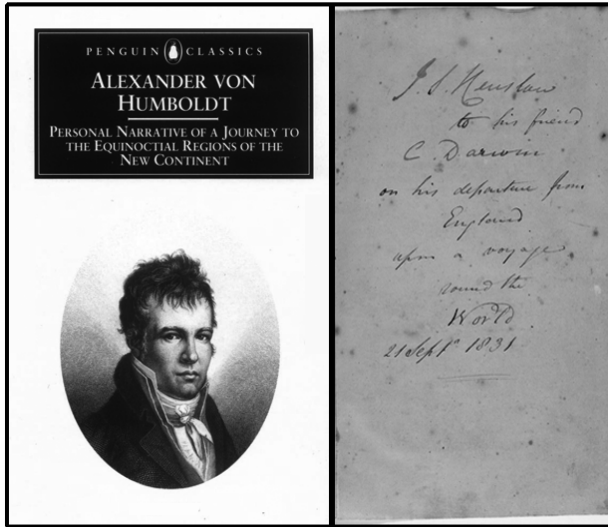 PENGUIN CLASSICS
ALEXANDER VON
HUMBOLDT
PERSONAL NARRATIVE OF A JOURNEY TO
THE EQUINOCTIAL REGIONS OF THE
NEW CONTINENT
J. S. Henslow
to his friend
C. Darwin
on his departure from
England
upon a voyage
round the
World
21 Septr 1831